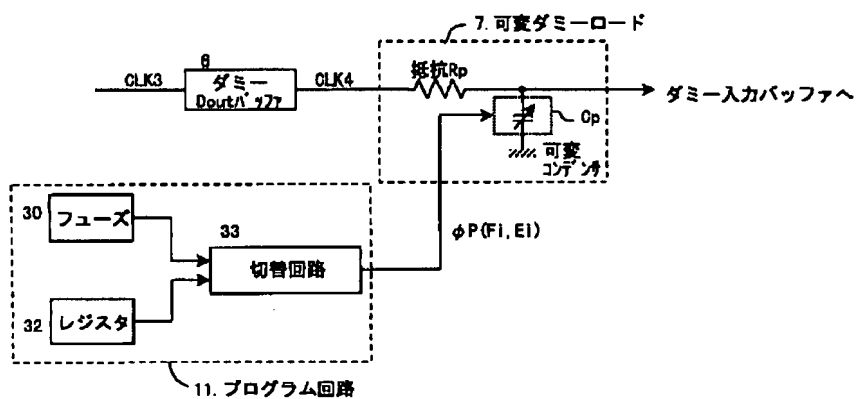 7. 可変ダミーロード
6
CLK3
ダミー
Doutバッファ
CLK4
抵抗Rp
ダミー入力バッファへ
Cp
可変
コンデンサ
30
フューズ
33
切替回路
φP(Fi,Ei)
32
レジスタ
11. プログラム回路